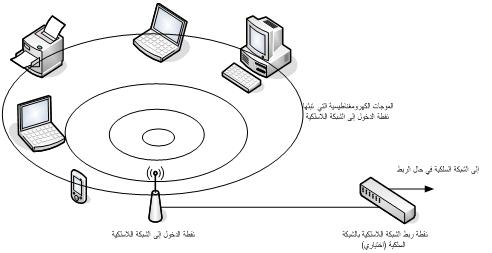 الموجات الكهرومغناطيسية التي تبثها
نقطة الدخول إلى الشبكة اللاسلكية
إلى الشبكة السلكية في حال الربط
نقطة الدخول إلى الشبكة اللاسلكية
نقطة ربط الشبكة اللاسلكية بالشبكة
السلكية (اختياري)